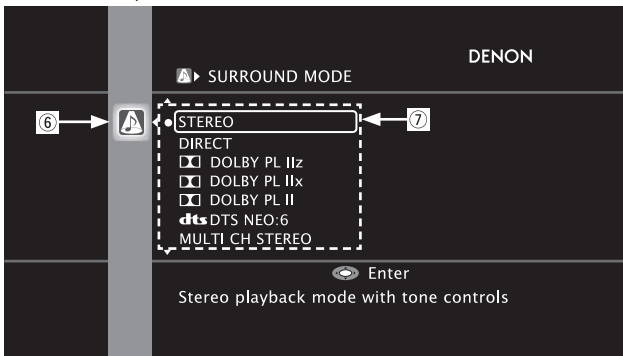 DENON
SURROUND MODE
⑥
STEREO
⑦
DIRECT
DOLBY PL IIz
DOLBY PL IIx
DOLBY PL II
dts DTS NEO:6
MULTI CH STEREO
Enter
Stereo playback mode with tone controls